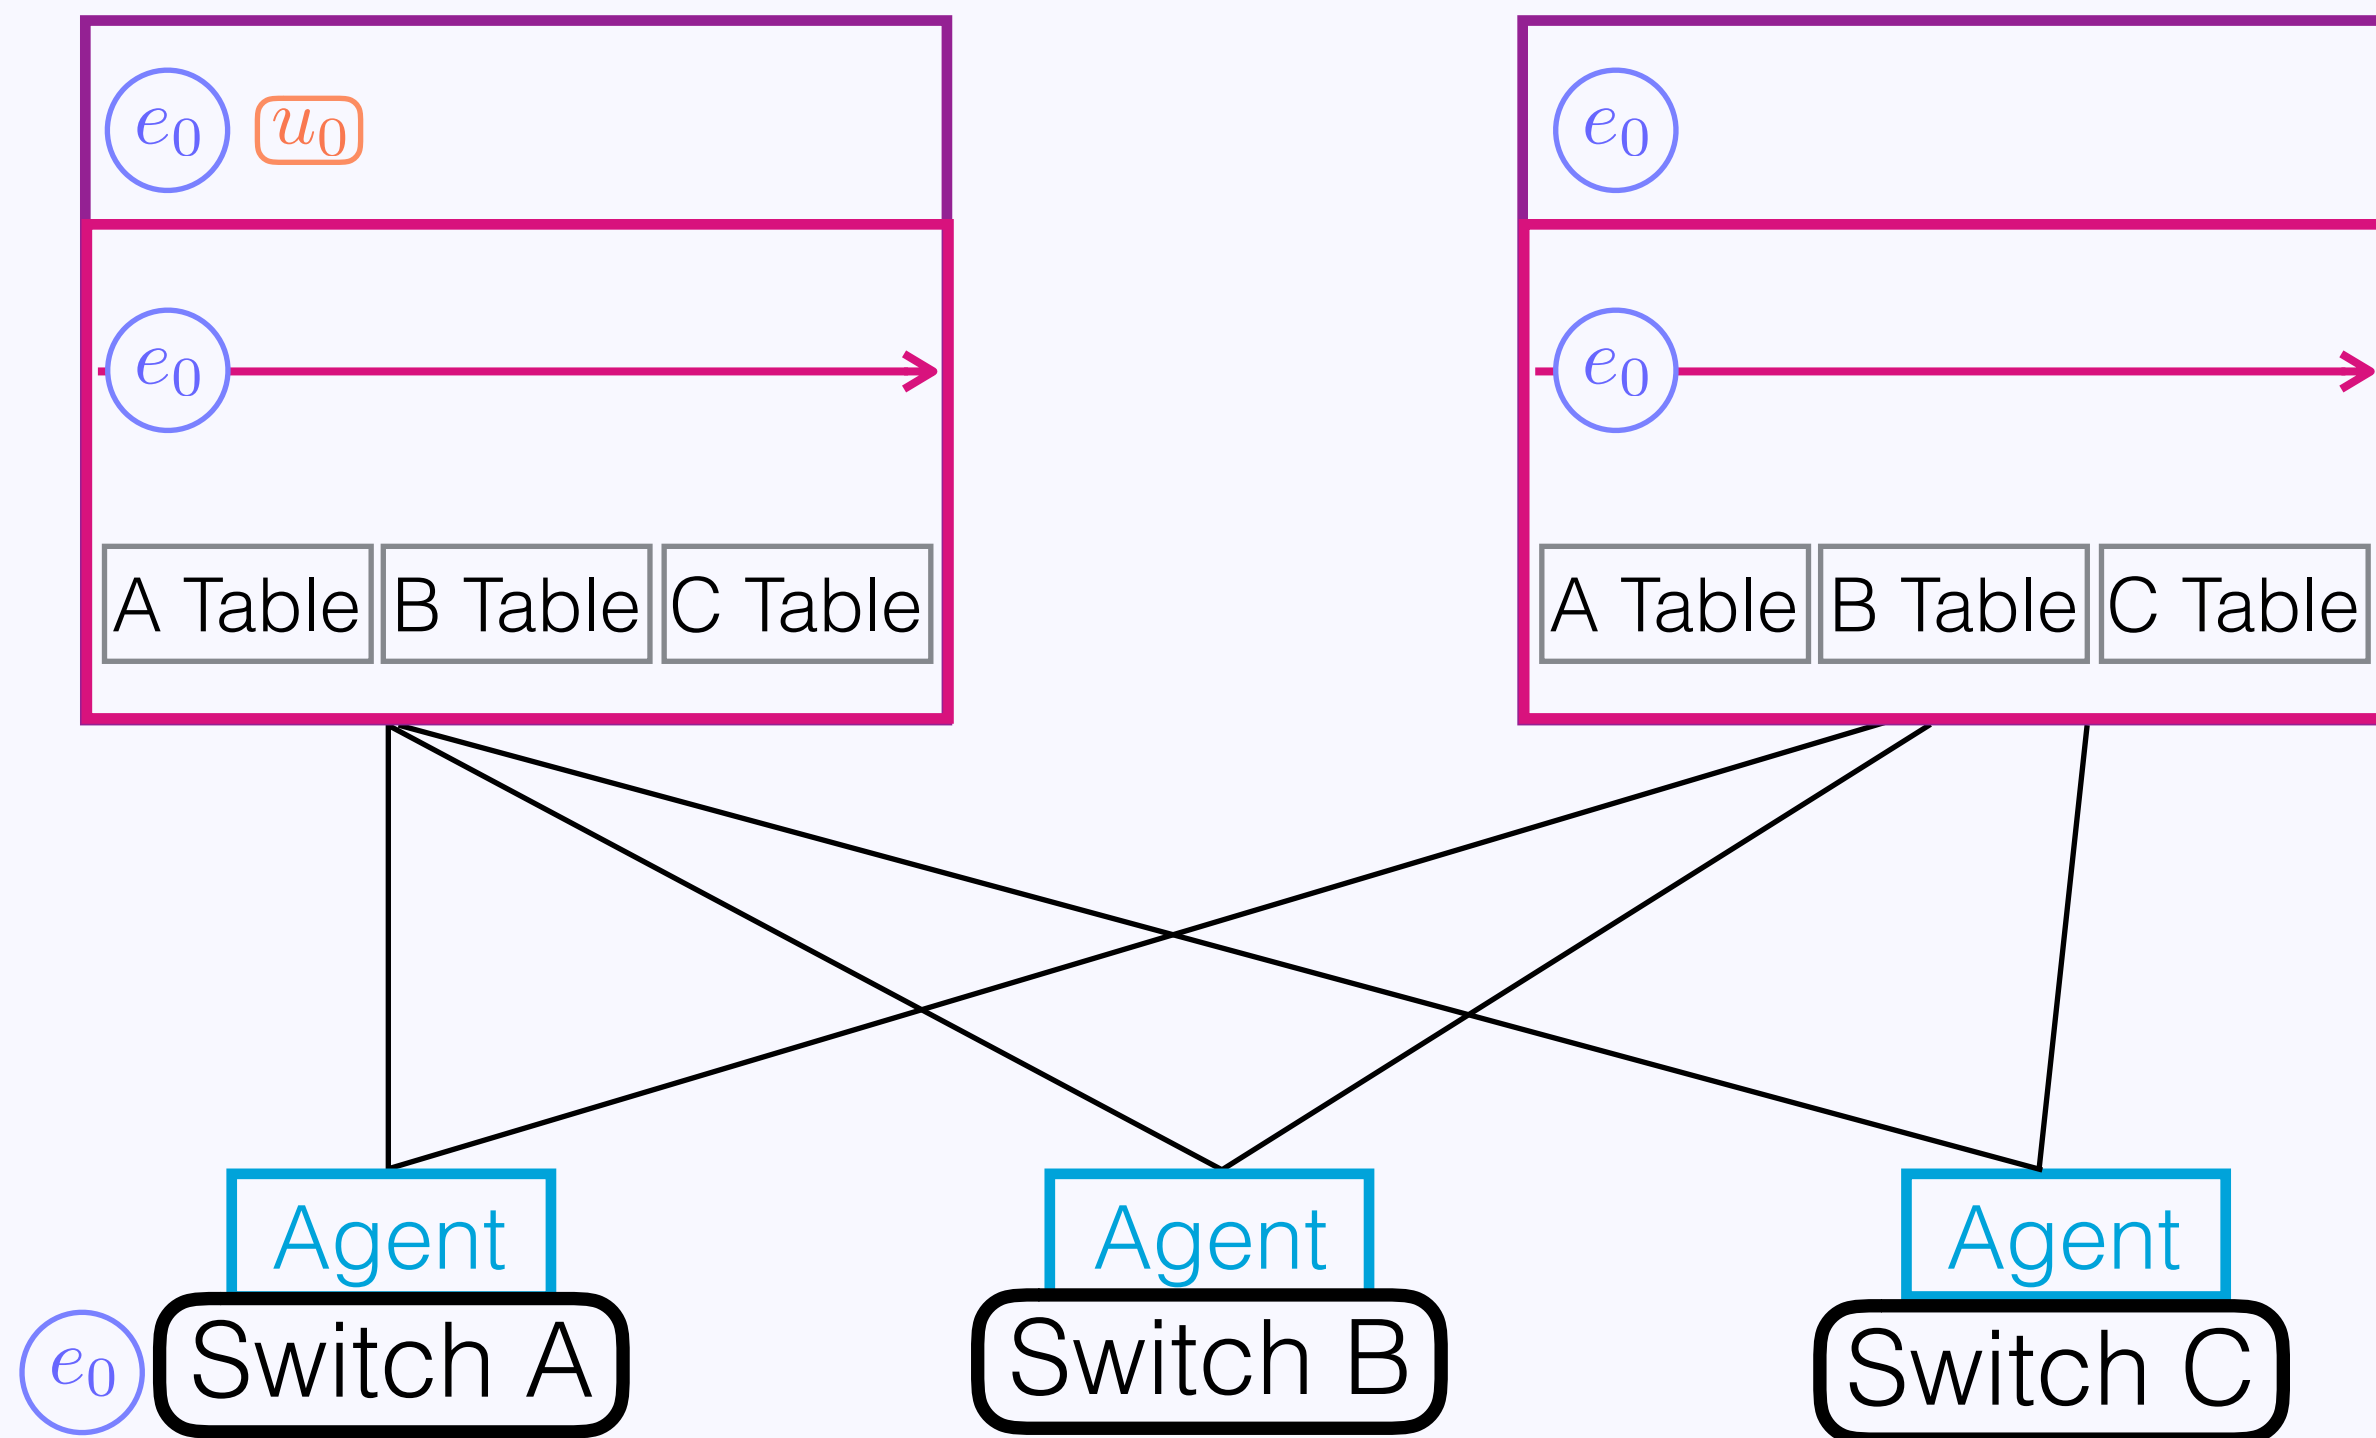 e0 u0 e0
e0 e0
A Table B Table C Table A Table B Table C Table
Agent Agent Agent
e0 Switch A Switch B Switch C